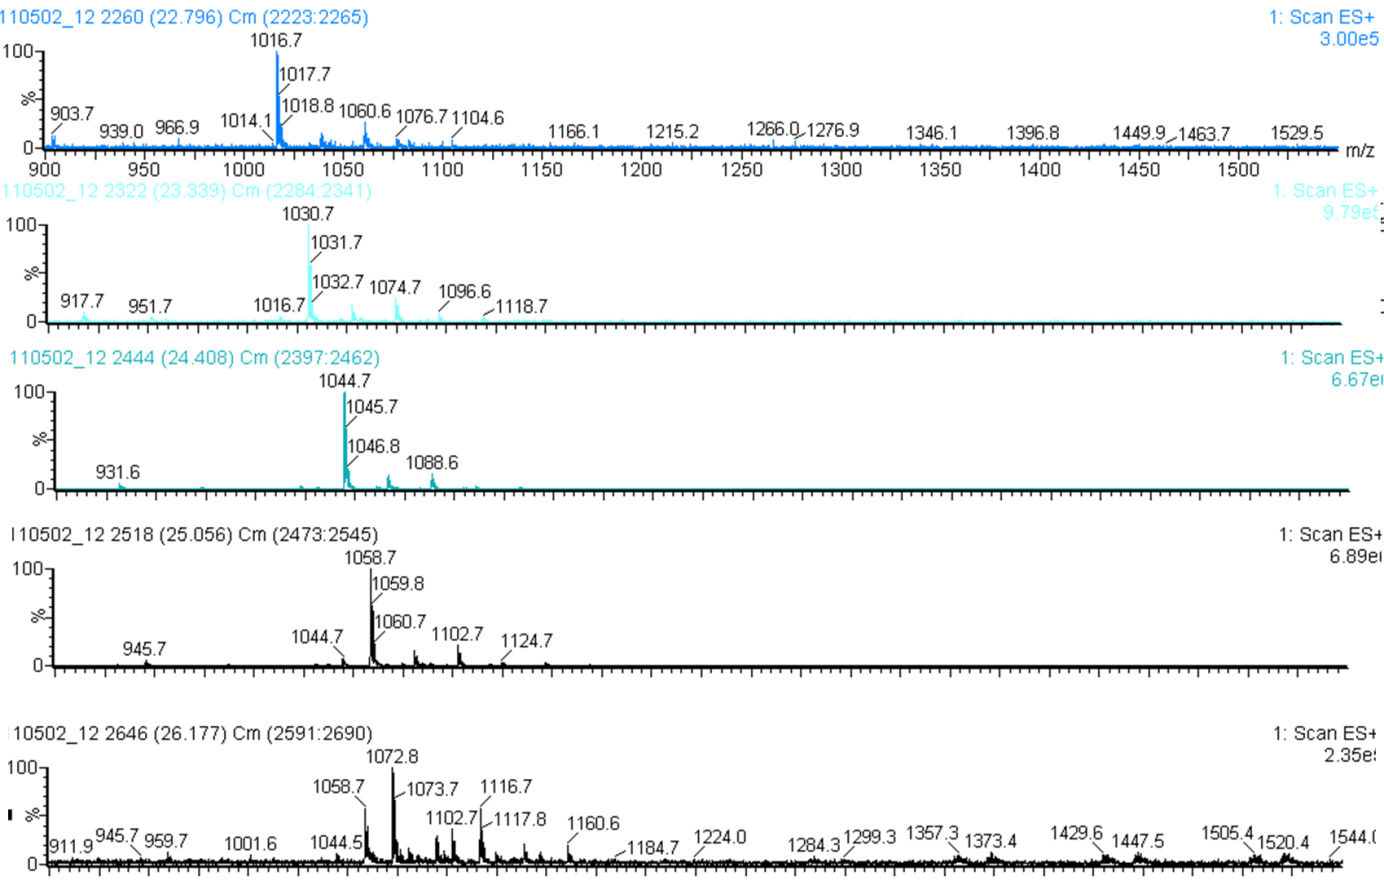 110502_12 2260 (22.796) Cm (2223:2265) 1: Scan ES+
3.00e5
100 1016.7
1017.7
% 903.7 939.0 966.9 1014.1 1018.8 1060.6 1076.7 1104.6 1166.1 1215.2 1266.0 1276.9 1346.1 1396.8 1449.9 1463.7 1529.5
0
900 950 1000 1050 1100 1150 1200 1250 1300 1350 1400 1450 1500 m/z
110502_12 2322 (23.339) Cm (2284:2341) 1: Scan ES+
100 1030.7
1031.7
% 917.7 951.7 1016.7 1032.7 1074.7 1096.6 1118.7
0
110502_12 2444 (24.408) Cm (2397:2462) 1: Scan ES+
6.67e
100 1044.7
1045.7
% 931.6 1046.8 1088.6
0
110502_12 2518 (25.056) Cm (2473:2545) 1: Scan ES+
6.89e
100 1058.7
1059.8
% 945.7 1044.7 1060.7 1102.7 1124.7
0
10502_12 2646 (26.177) Cm (2591:2690) 1: Scan ES+
2.35e
100 1072.8
1058.7 1073.7 1116.7
% 911.9 945.7 959.7 1001.6 1044.5 1102.7 1117.8 1160.6 1184.7 1224.0 1284.3 1299.3 1357.3 1373.4 1429.6 1447.5 1505.4 1520.4 1544.
0